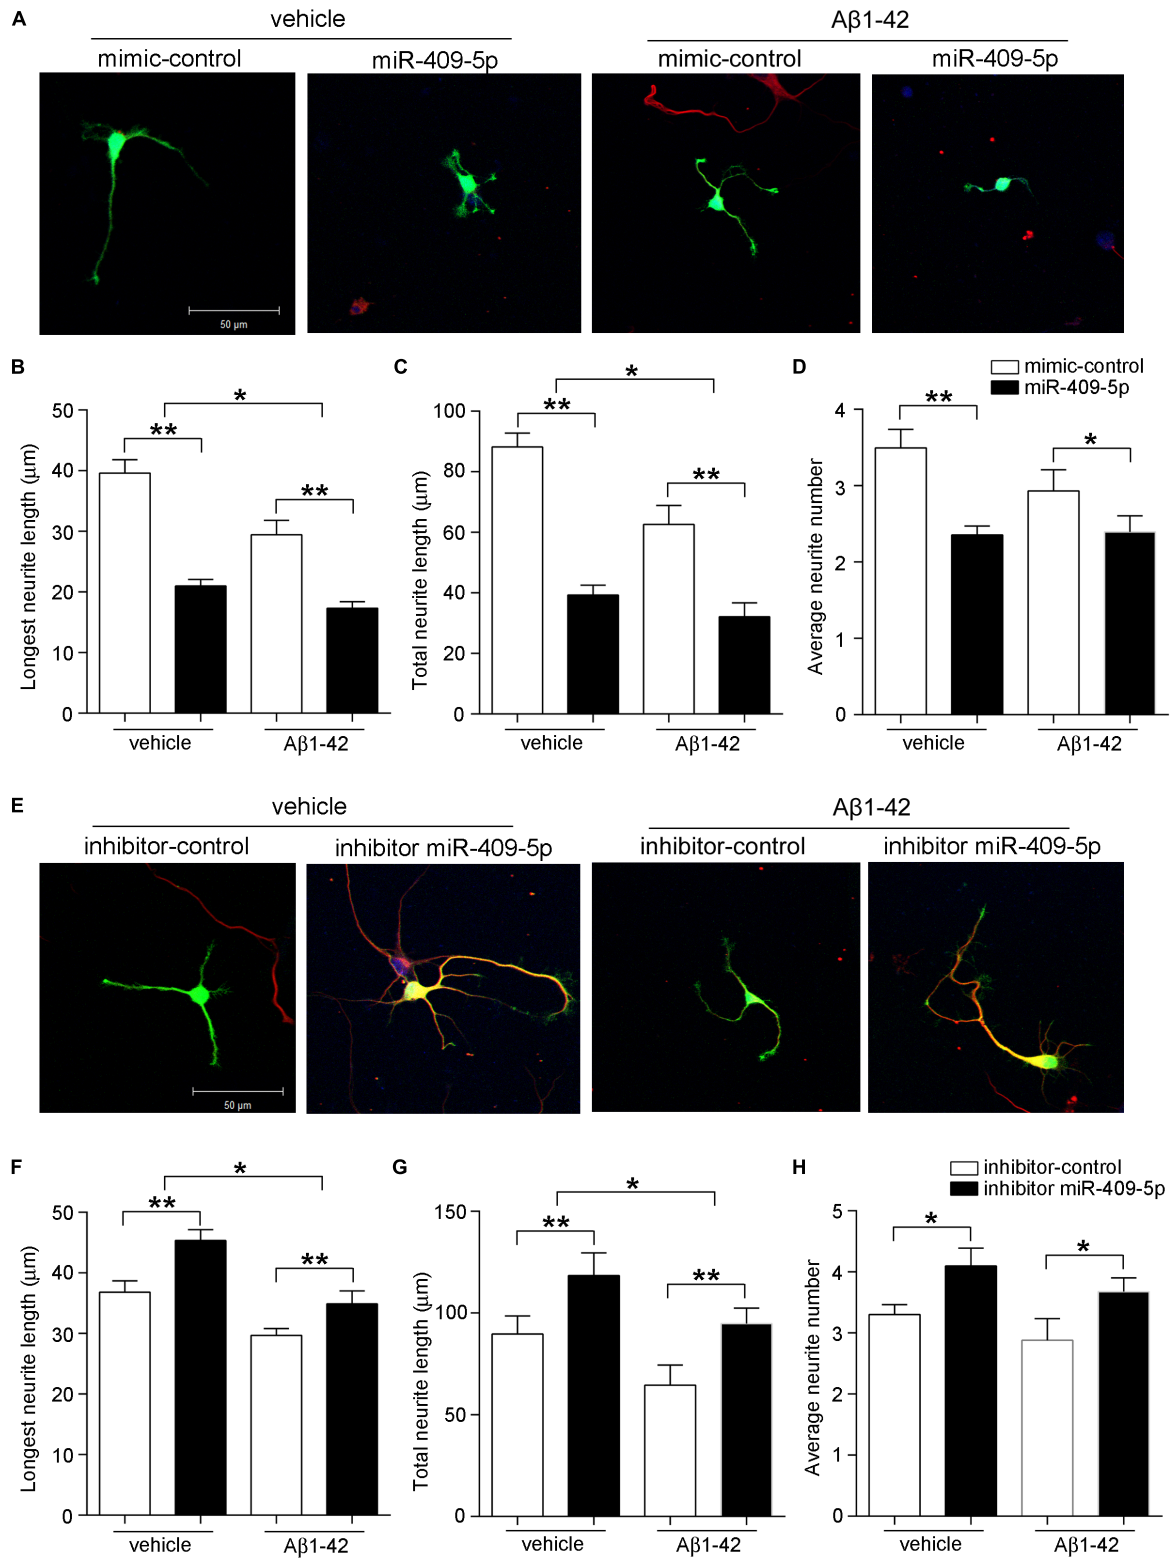 A
vehicle
Aβ1-42
mimic-control
miR-409-5p
mimic-control
miR-409-5p
50 µm
B
Longest neurite length (µm)
50
40
30
20
10
0
**
*
**
vehicle
Aβ1-42
C
Total neurite length (µm)
100
80
60
40
20
0
**
*
**
vehicle
Aβ1-42
D
mimic-control
miR-409-5p
Average neurite number
4
3
2
1
0
**
*
vehicle
Aβ1-42
E
vehicle
Aβ1-42
inhibitor-control
inhibitor miR-409-5p
inhibitor-control
inhibitor miR-409-5p
50 µm
F
Longest neurite length (µm)
50
40
30
20
10
0
**
*
**
vehicle
Aβ1-42
G
Total neurite length (µm)
150
100
50
0
**
*
**
vehicle
Aβ1-42
H
inhibitor-control
inhibitor miR-409-5p
Average neurite number
5
4
3
2
1
0
*
*
vehicle
Aβ1-42